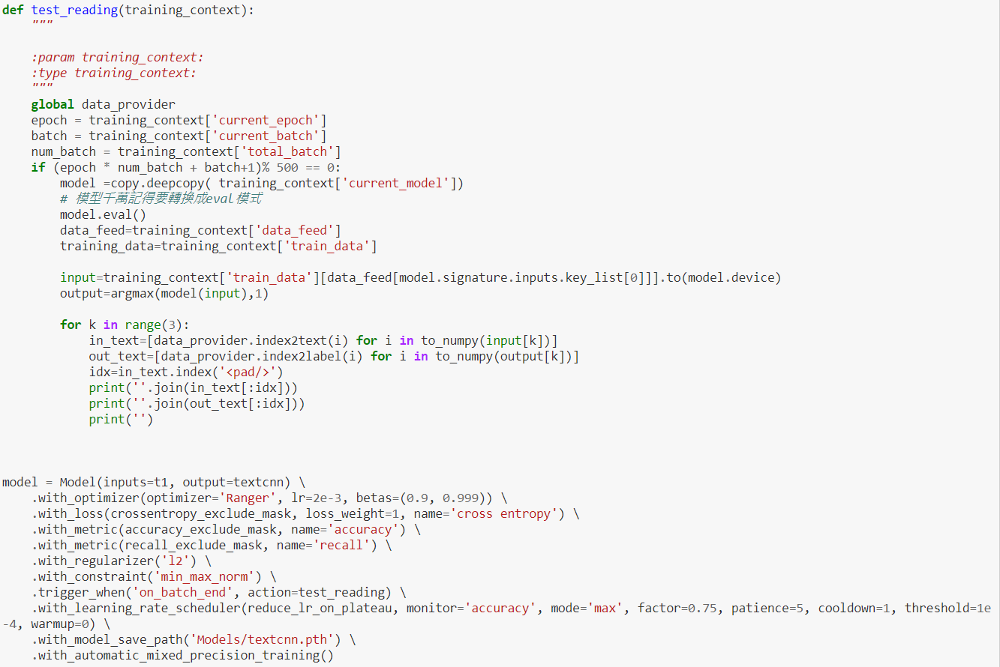 def test_reading(training_context):
    """

    :param training_context:
    :type training_context:
    """
    global data_provider
    epoch = training_context['current_epoch']
    batch = training_context['current_batch']
    num_batch = training_context['total_batch']
    if (epoch * num_batch + batch+1)% 500 == 0:
        model =copy.deepcopy( training_context['current_model'])
        # 模型千萬記得要轉換成eval模式
        model.eval()
        data_feed=training_context['data_feed']
        training_data=training_context['train_data']

        input=training_context['train_data'][data_feed[model.signature.inputs.key_list[0]]].to(model.device)
        output=argmax(model(input),1)

        for k in range(3):
            in_text=[data_provider.index2text(i) for i in to_numpy(input[k])]
            out_text=[data_provider.index2label(i) for i in to_numpy(output[k])]
            idx=in_text.index('<pad/>')
            print(''.join(in_text[:idx]))
            print(''.join(out_text[:idx]))
            print('')

model = Model(inputs=t1, output=textcnn) \
    .with_optimizer(optimizer='Ranger', lr=2e-3, betas=(0.9, 0.999)) \
    .with_loss(crossentropy_exclude_mask, loss_weight=1, name='cross entropy') \
    .with_metric(accuracy_exclude_mask, name='accuracy') \
    .with_metric(recall_exclude_mask, name='recall') \
    .with_regularizer('l2') \
    .with_constraint('min_max_norm') \
    .trigger_when('on_batch_end', action=test_reading) \
    .with_learning_rate_scheduler(reduce_lr_on_plateau, monitor='accuracy', mode='max', factor=0.75, patience=5, cooldown=1, threshold=1e
-4, warmup=0) \
    .with_model_save_path('Models/textcnn.pth') \
    .with_automatic_mixed_precision_training()